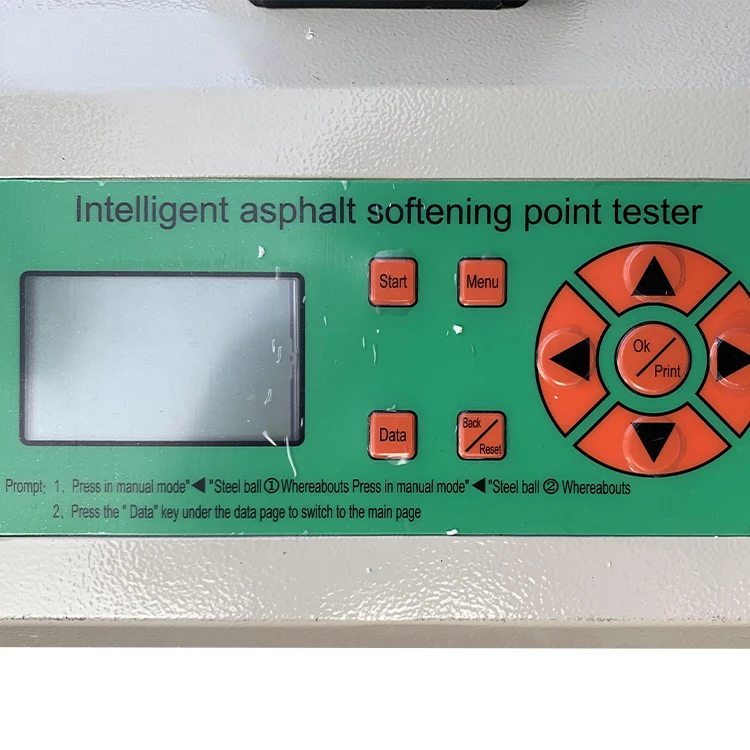 Intelligent asphalt softening point tester
Start
Menu
Ok
Print
Data
Back
Reset
Prompt: 1、Press in manual mode"◀"Steel ball ① Whereabouts Press in manual mode"◀"Steel ball ② Whereabouts
2、Press the " Data" key under the data page to switch to the main page